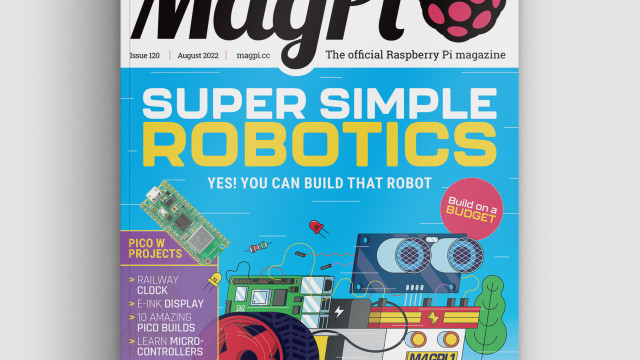 MagPi
Issue 120 | August 2022 | magpi.cc
The official Raspberry Pi magazine
SUPER SIMPLE
ROBOTICS
YES! YOU CAN BUILD THAT ROBOT
Build on a
BUDGET
PICO W
PROJECTS
> RAILWAY
CLOCK
> E-INK DISPLAY
> 10 AMAZING
PICO BUILDS
> LEARN MICRO-
CONTROLLERS
MAGPI 1